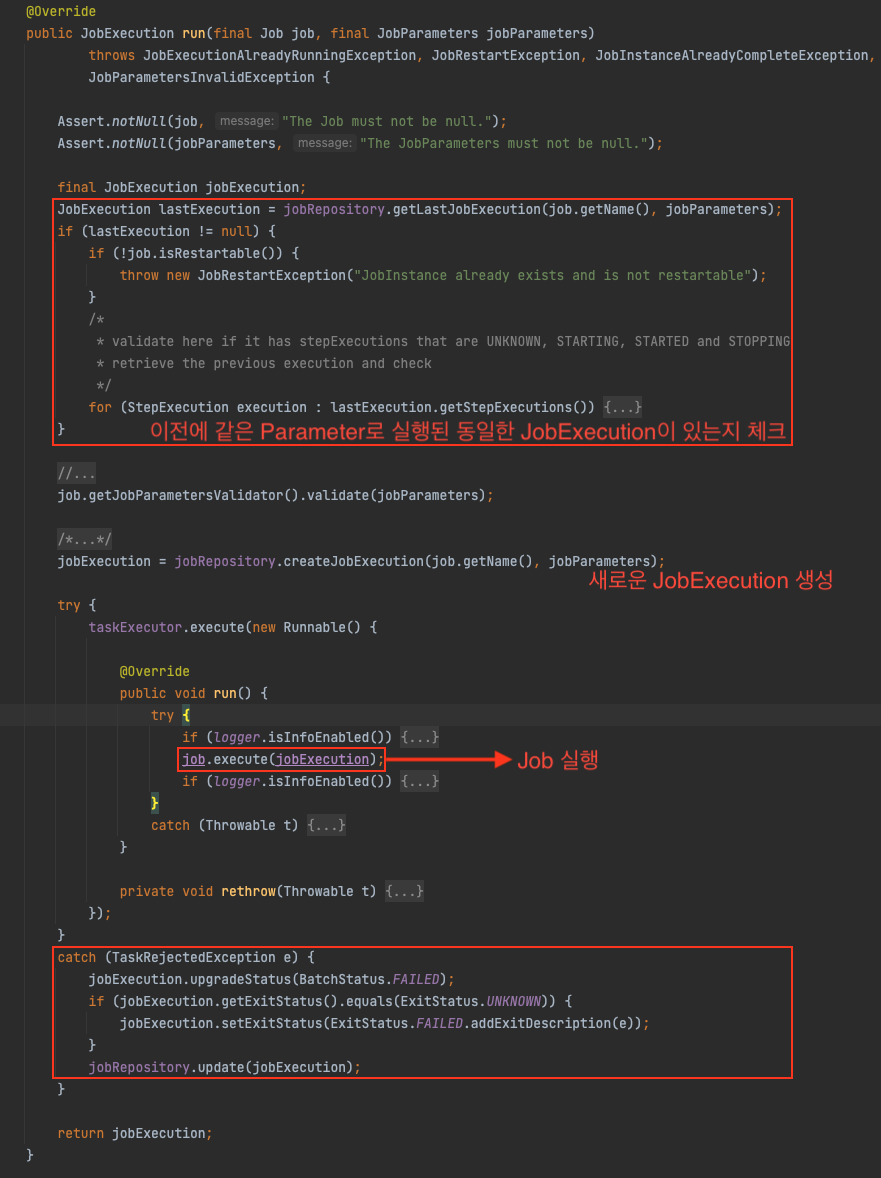 @Override
public JobExecution run(final Job job, final JobParameters jobParameters)
        throws JobExecutionAlreadyRunningException, JobRestartException, JobInstanceAlreadyCompleteException,
        JobParametersInvalidException {

    Assert.notNull(job, message: "The Job must not be null.");
    Assert.notNull(jobParameters, message: "The JobParameters must not be null.");

    final JobExecution jobExecution;
    JobExecution lastExecution = jobRepository.getLastJobExecution(job.getName(), jobParameters);
    if (lastExecution != null) {
        if (!job.isRestartable()) {
            throw new JobRestartException("JobInstance already exists and is not restartable");
        }
        /*
         * validate here if it has stepExecutions that are UNKNOWN, STARTING, STARTED and STOPPING
         * retrieve the previous execution and check
         */
        for (StepExecution execution : lastExecution.getStepExecutions()) {...}
    }
이전에 같은 Parameter로 실행된 동일한 JobExecution이 있는지 체크

    //...
    job.getJobParametersValidator().validate(jobParameters);

    /*...*/
    jobExecution = jobRepository.createJobExecution(job.getName(), jobParameters);
새로운 JobExecution 생성

    try {
        taskExecutor.execute(new Runnable() {

            @Override
            public void run() {
                try {
                    if (logger.isInfoEnabled()) {...}
                    job.execute(jobExecution); Job 실행
                    if (logger.isInfoEnabled()) {...}
                }
                catch (Throwable t) {...}
            }

            private void rethrow(Throwable t) {...}
        });
    }
    catch (TaskRejectedException e) {
        jobExecution.upgradeStatus(BatchStatus.FAILED);
        if (jobExecution.getExitStatus().equals(ExitStatus.UNKNOWN)) {
            jobExecution.setExitStatus(ExitStatus.FAILED.addExitDescription(e));
        }
        jobRepository.update(jobExecution);
    }

    return jobExecution;
}